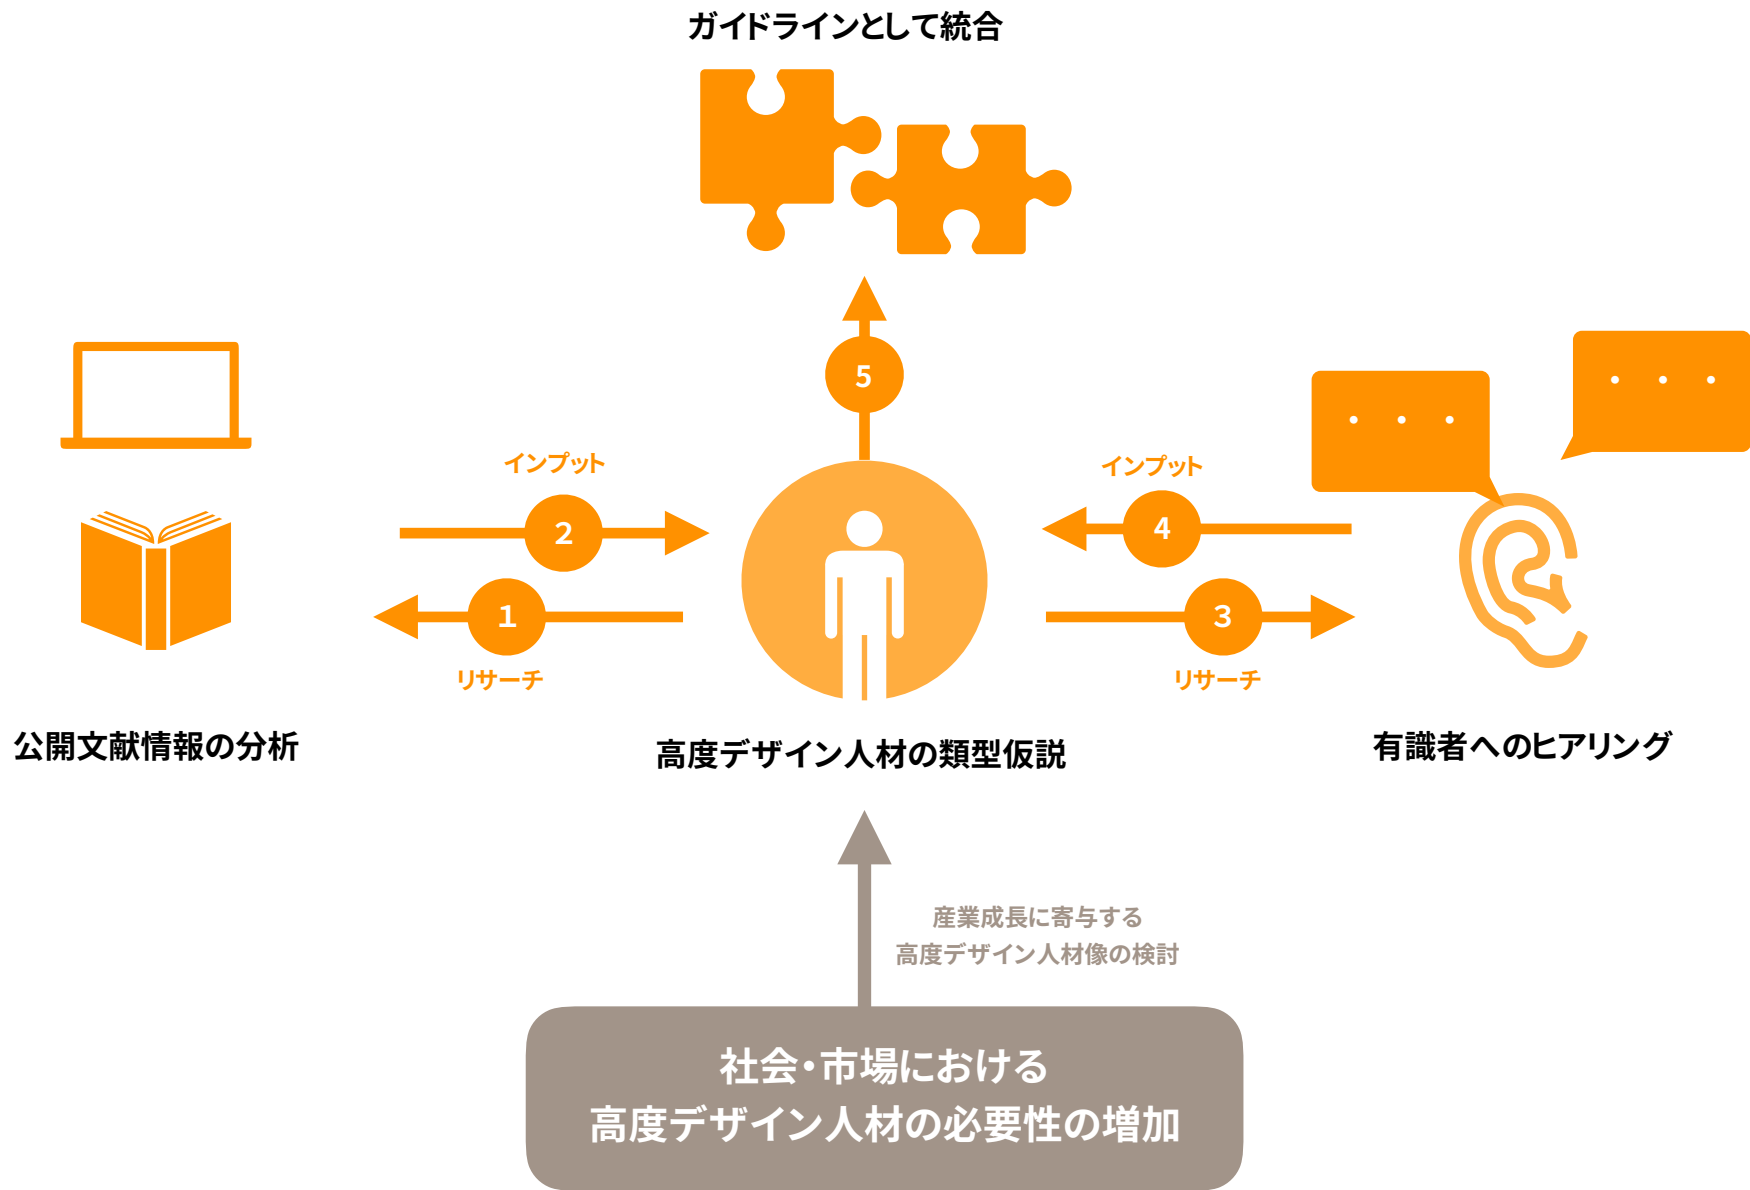 ガイドラインとして統合
5
インプット
2
1
リサーチ
インプット
4
3
リサーチ
公開文献情報の分析
高度デザイン人材の類型仮説
有識者へのヒアリング
産業成長に寄与する
高度デザイン人材像の検討
社会・市場における
高度デザイン人材の必要性の増加